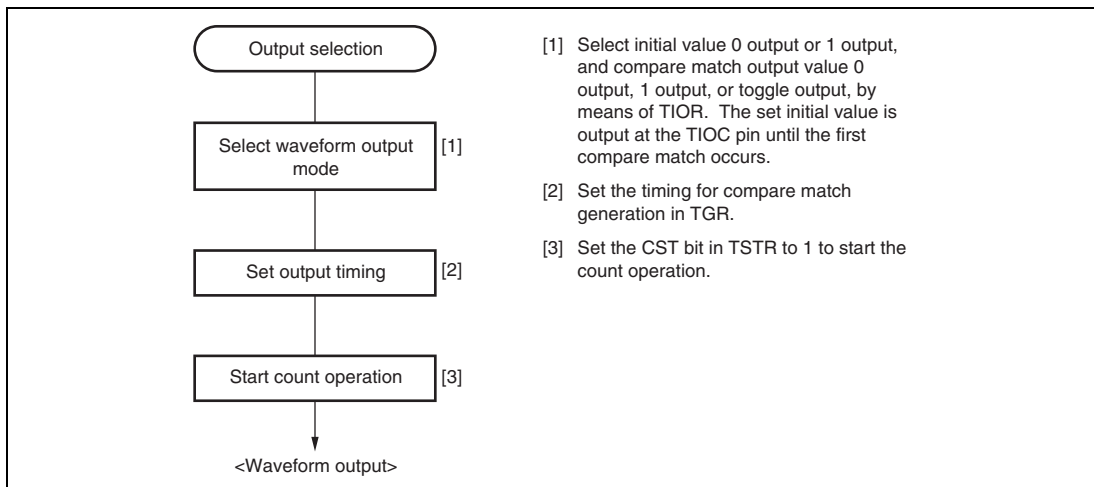 Output selection
Select waveform output
mode
[1]
Set output timing
[2]
Start count operation
[3]
<Waveform output>
[1] Select initial value 0 output or 1 output,
and compare match output value 0
output, 1 output, or toggle output, by
means of TIOR. The set initial value is
output at the TIOC pin until the first
compare match occurs.
[2] Set the timing for compare match
generation in TGR.
[3] Set the CST bit in TSTR to 1 to start the
count operation.